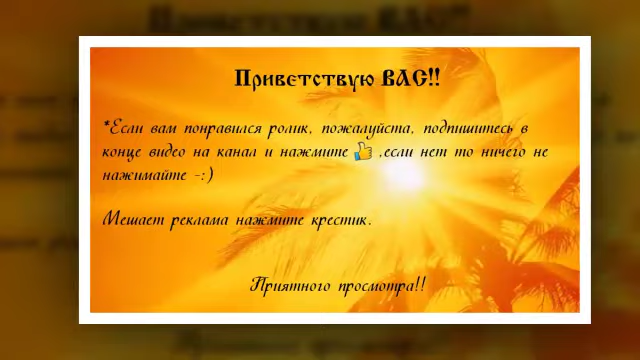 Приветствую ВАС!!
*Если вам понравился ролик, пожалуйста, подпишитесь в
конце видео на канал и нажмите 👍 ,если нет то ничего не
нажимайте -:)
Мешает реклама нажмите крестик.
Приятного просмотра!!